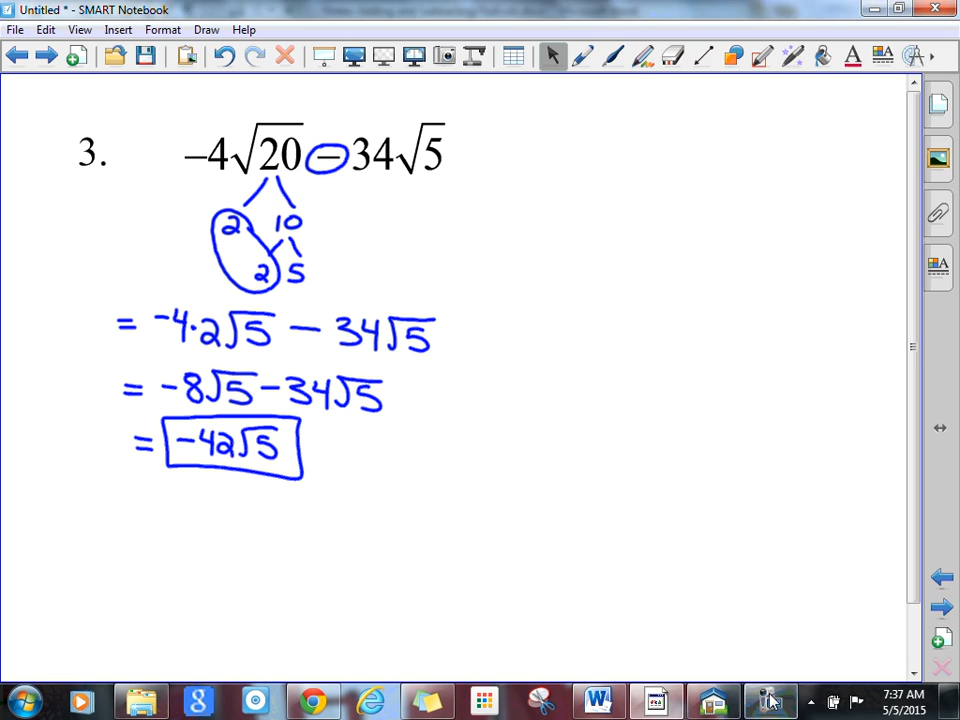 Untitled * - SMART Notebook
File Edit View Insert Format Draw Help
3. –4√20 – 34√5
2 10
2 5
= -4·2√5 - 34√5
= -8√5 - 34√5
= -42√5
7:37 AM
5/5/2015